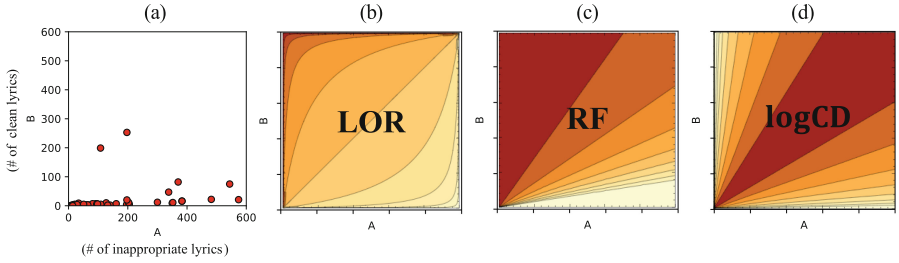 (a)
(b)
(c)
(d)
600
500
400
300
200
100
0
B
(# of clean lyrics)
0
200
400
600
A
(# of inappropriate lyrics)
LOR
B
A
RF
B
A
logCD
B
A